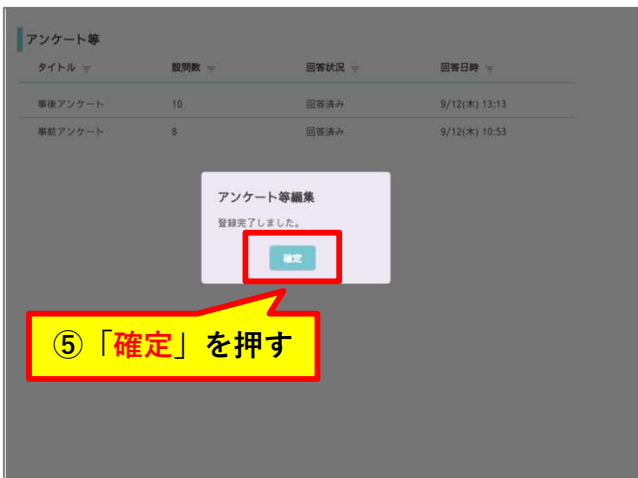 アンケート等
タイトル 設問数 回答状況 回答日時
事後アンケート 10 回答済み 9/12(木) 13:13
事前アンケート 8 回答済み 9/12(木) 10:53
アンケート等編集
登録完了しました。
確定
⑤「確定」を押す